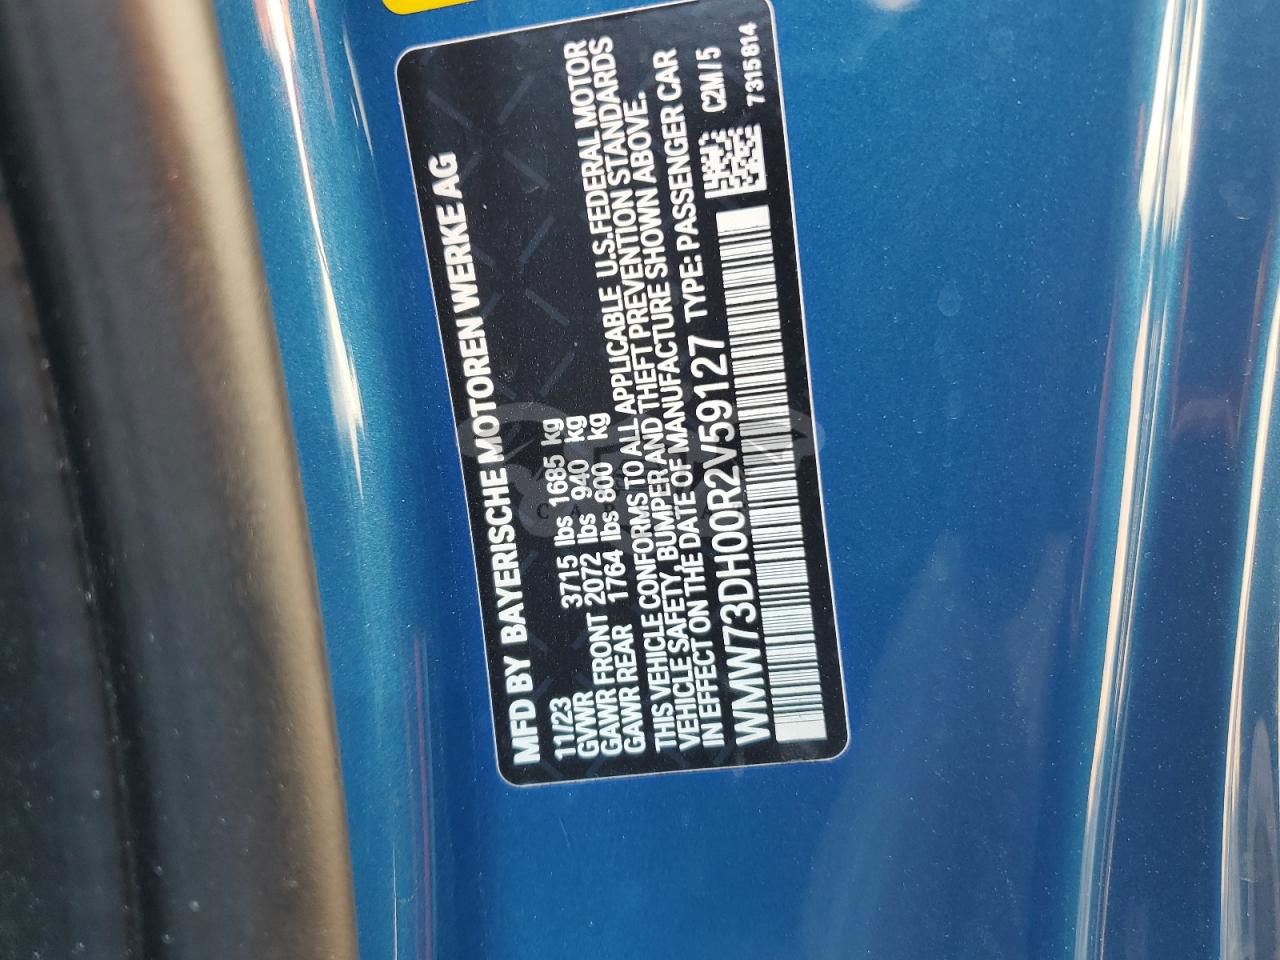 MFD BY BAYERISCHE MOTOREN WERKE AG
11/23
GVWR 3715 lbs 1685 kg
GAWR FRONT 2072 lbs 940 kg
GAWR REAR 1764 lbs 800 kg
THIS VEHICLE CONFORMS TO ALL APPLICABLE U.S.FEDERAL MOTOR
VEHICLE SAFETY, BUMPER AND THEFT PREVENTION STANDARDS
IN EFFECT ON THE DATE OF MANUFACTURE SHOWN ABOVE.
WMW73DH00R2V59127 TYPE: PASSENGER CAR
C2M/5
7315814